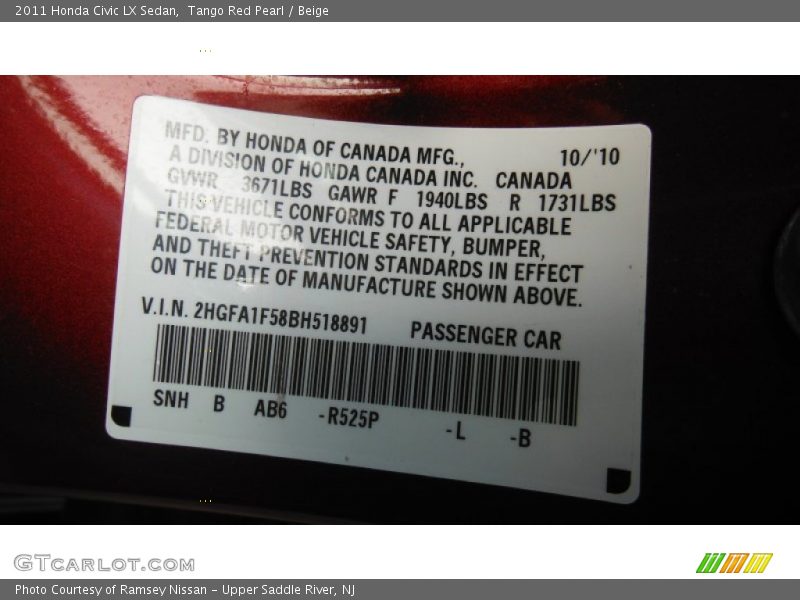 2011 Honda Civic LX Sedan,  Tango Red Pearl / Beige
MFD. BY HONDA OF CANADA MFG., 10/'10
A DIVISION OF HONDA CANADA INC. CANADA
GVWR 3671LBS GAWR F 1940LBS R 1731LBS
THIS VEHICLE CONFORMS TO ALL APPLICABLE
FEDERAL MOTOR VEHICLE SAFETY, BUMPER,
AND THEFT PREVENTION STANDARDS IN EFFECT
ON THE DATE OF MANUFACTURE SHOWN ABOVE.
V.I.N. 2HGFA1F58BH518891 PASSENGER CAR
SNH B AB6 -R525P -L -B
GTCARLOT.COM
Photo Courtesy of Ramsey Nissan - Upper Saddle River, NJ